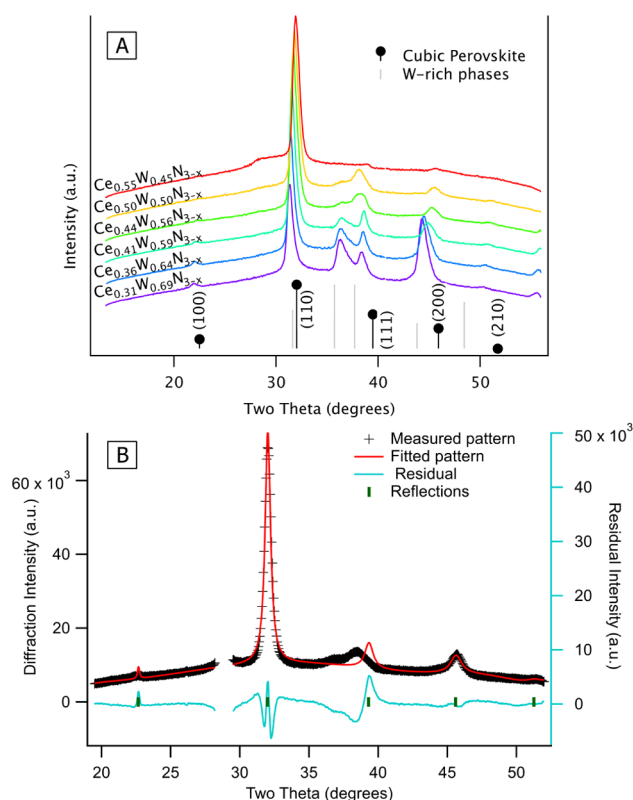 A
Cubic Perovskite
W-rich phases
Intensity (a.u.)
Ce0.55W0.45N3-x
Ce0.50W0.50N3-x
Ce0.44W0.56N3-x
Ce0.41W0.59N3-x
Ce0.36W0.64N3-x
Ce0.31W0.69N3-x
(100)
(110)
(111)
(200)
(210)
20 30 40 50
Two Theta (degrees)
B
Measured pattern
Fitted pattern
Residual
Reflections
Diffraction Intensity (a.u.)
60 x 10³
40
20
0
50 x 10³
40
30
20
10
0
Residual Intensity (a.u.)
20 25 30 35 40 45 50
Two Theta (degrees)